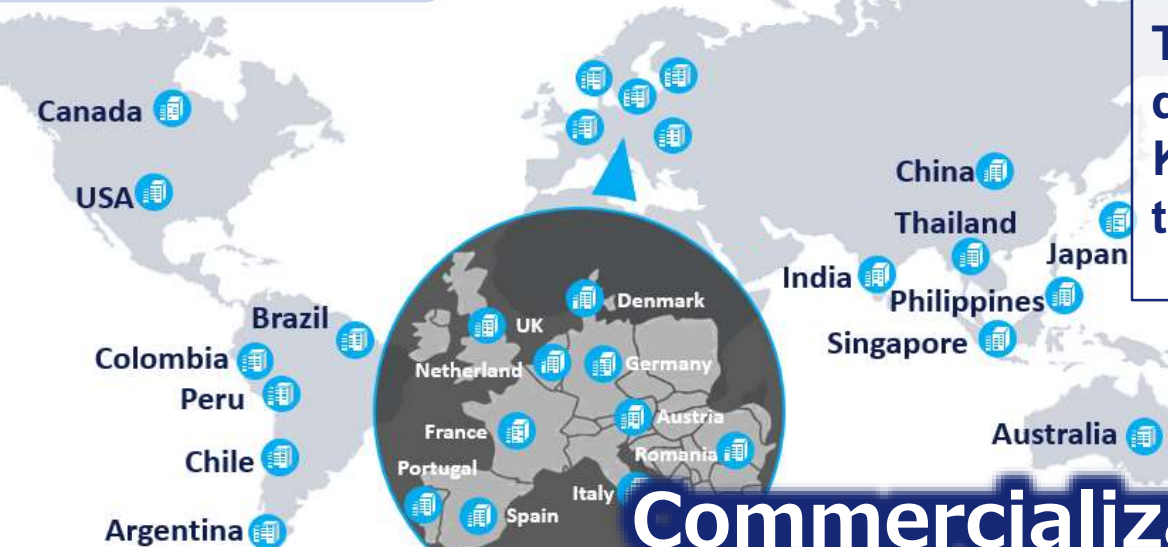 Canada
USA
Brazil
Colombia
Peru
Chile
Argentina
Denmark
UK
Netherland
Germany
France
Austria
Romania
Portugal
Italy
Spain
China
Thailand
Japan
India
Philippines
Singapore
Australia